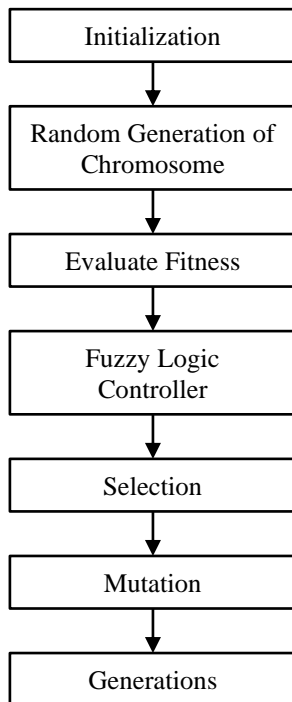 Initialization
Random Generation of
Chromosome
Evaluate Fitness
Fuzzy Logic
Controller
Selection
Mutation
Generations